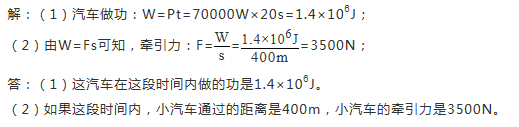 解：（1）汽车做功：W=Pt=70000W×20s=1.4×10⁶J；
（2）由W=Fs可知，牵引力：F=W/s=1.4×10⁶J/400m=3500N；
答：（1）这汽车在这段时间内做的功是1.4×10⁶J。
（2）如果这段时间内，小汽车通过的距离是400m，小汽车的牵引力是3500N。